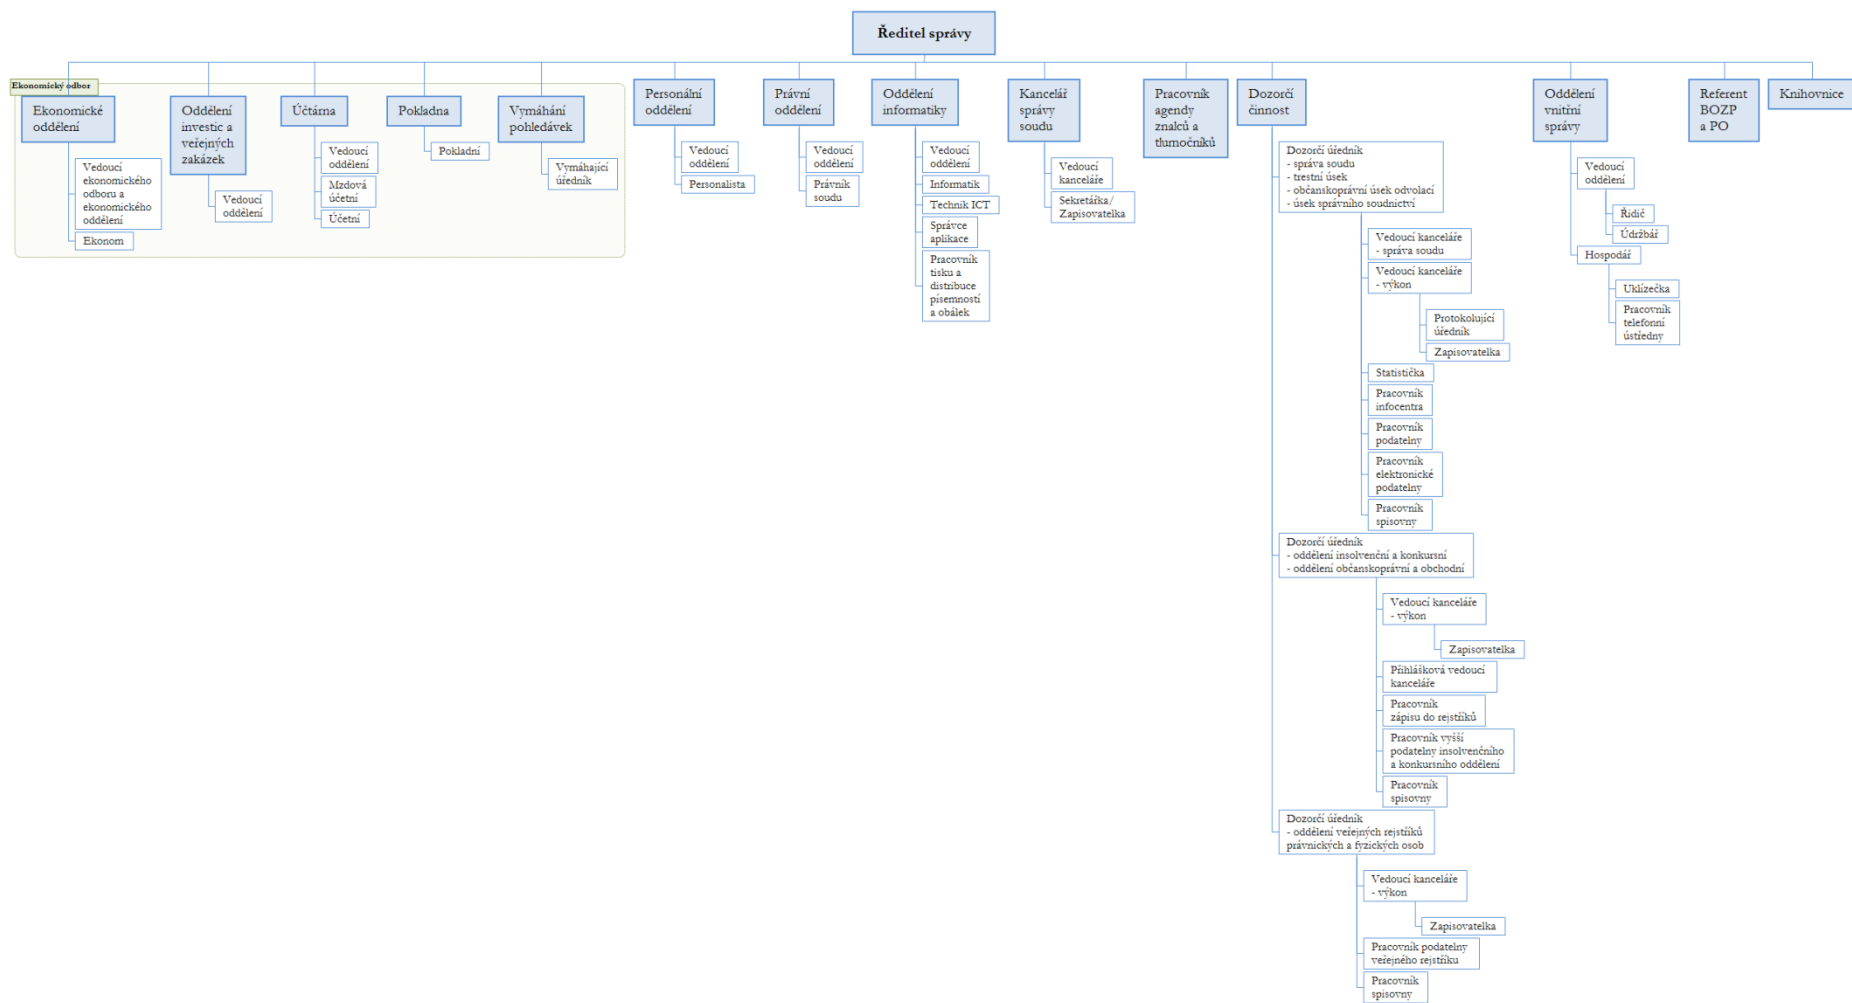 Ředitel správy
Ekonomický odbor
Ekonomické
oddělení
Vedoucí
ekonomického
odboru a
ekonomického
oddělení
Ekonom
Oddělení
investic a
veřejných
zakázek
Vedoucí
oddělení
Účtárna
Vedoucí
oddělení
Mzdová
účetní
Účetní
Pokladna
Pokladní
Vymáhání
pohledávek
Vymáhající
úředník
Personální
oddělení
Vedoucí
oddělení
Personalista
Právní
oddělení
Vedoucí
oddělení
Právník
soudu
Oddělení
informatiky
Vedoucí
oddělení
Informatik
Technik ICT
Správce
aplikace
Pracovník
tisku a
distribuce
písemností
a obálek
Kancelář
správy
soudu
Vedoucí
kanceláře
Sekretářka/
Zapisovatelka
Pracovník
agendy
znalců a
tlumočníků
Dozorčí
činnost
Dozorčí úředník
- správa soudu
- trestní úsek
- občanskoprávní úsek odvolací
- úsek správního soudnictví
Vedoucí kanceláře
- správa soudu
Vedoucí kanceláře
- výkon
Protokolující
úředník
Zapisovatelka
Statistička
Pracovník
infocentra
Pracovník
podatelny
Pracovník
elektronické
podatelny
Pracovník
spisovny
Dozorčí úředník
- oddělení insolvenční a konkursní
- oddělení občanskoprávní a obchodní
Vedoucí kanceláře
- výkon
Zapisovatelka
Přihlášková vedoucí
kanceláře
Pracovník
zápisu do rejstříků
Pracovník vyšší
podatelny insolvenčního
a konkursního oddělení
Pracovník
spisovny
Dozorčí úředník
- oddělení veřejných rejstříků
právnických a fyzických osob
Vedoucí kanceláře
- výkon
Zapisovatelka
Pracovník podatelny
veřejného rejstříku
Pracovník
spisovny
Oddělení
vnitřní
správy
Vedoucí
oddělení
Řidič
Údržbář
Hospodář
Uklízečka
Pracovník
telefonní
ústředny
Referent
BOZP
a PO
Knihovnice